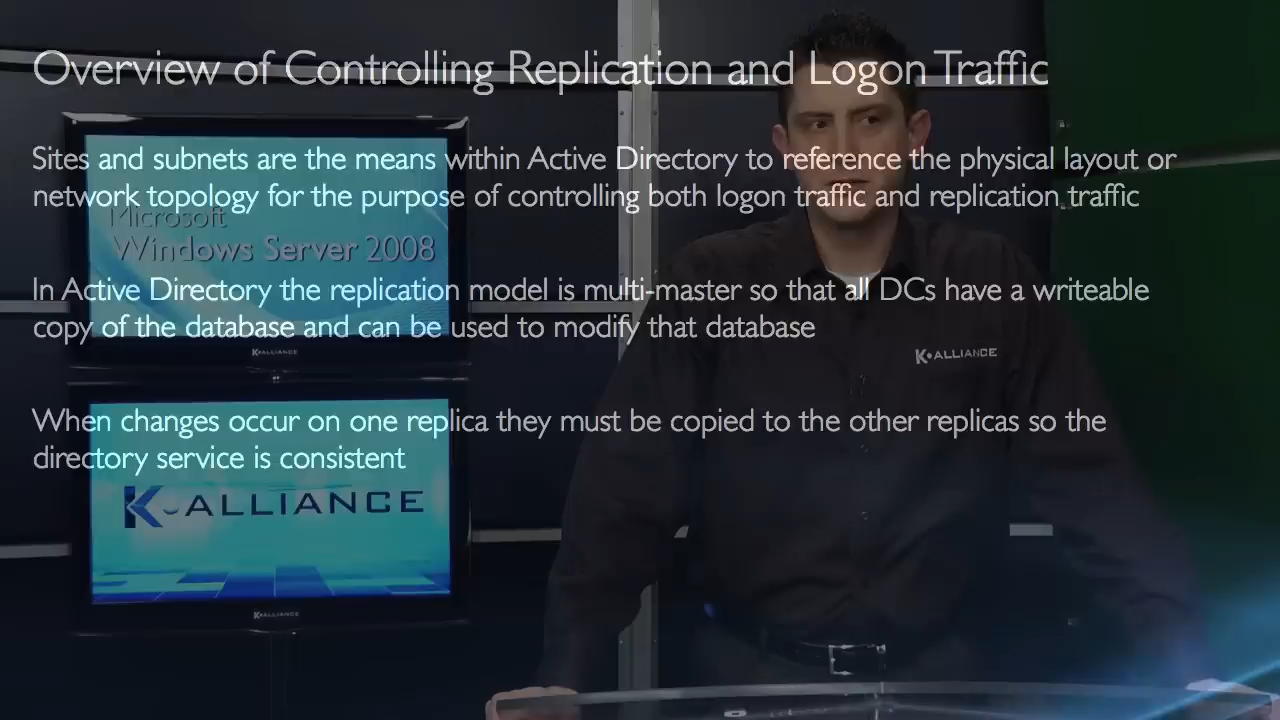 Overview of Controlling Replication and Logon Traffic
Sites and subnets are the means within Active Directory to reference the physical layout or
network topology for the purpose of controlling both logon traffic and replication traffic
Microsoft
Windows Server 2008
In Active Directory the replication model is multi-master so that all DCs have a writeable
copy of the database and can be used to modify that database
K•ALLIANCE
K•ALLIANCE
When changes occur on one replica they must be copied to the other replicas so the
directory service is consistent
K-ALLIANCE
K•ALLIANCE